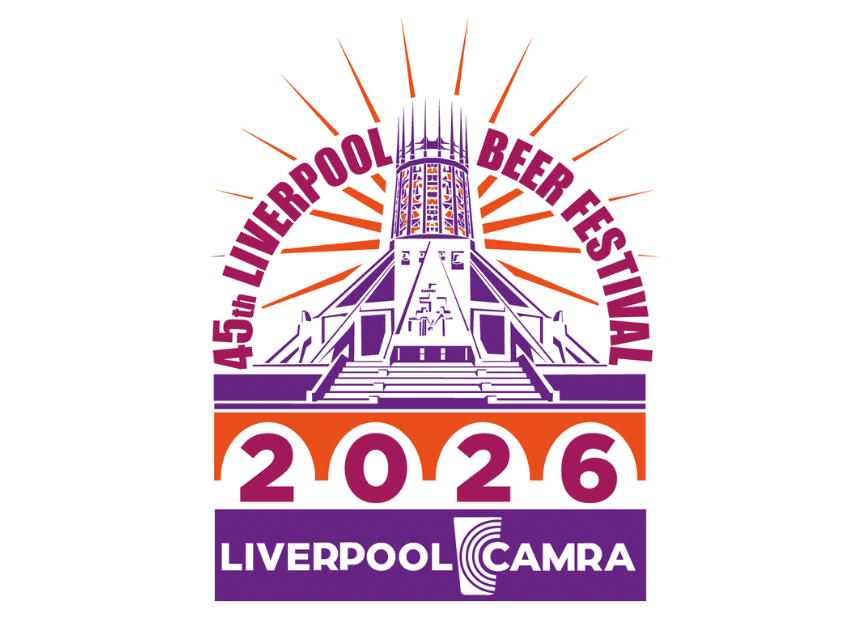 45th LIVERPOOL BEER FESTIVAL
2026
LIVERPOOL CAMRA